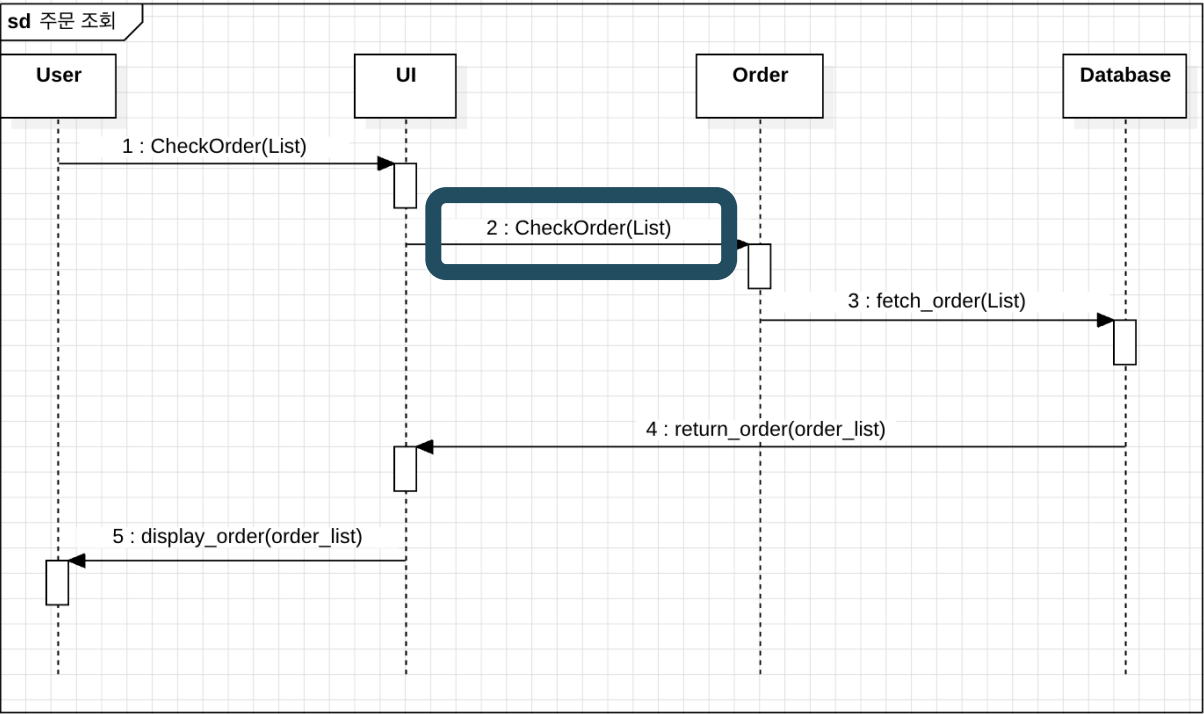 sd 주문 조회
User
UI
Order
Database
1 : CheckOrder(List)
2 : CheckOrder(List)
3 : fetch_order(List)
4 : return_order(order_list)
5 : display_order(order_list)